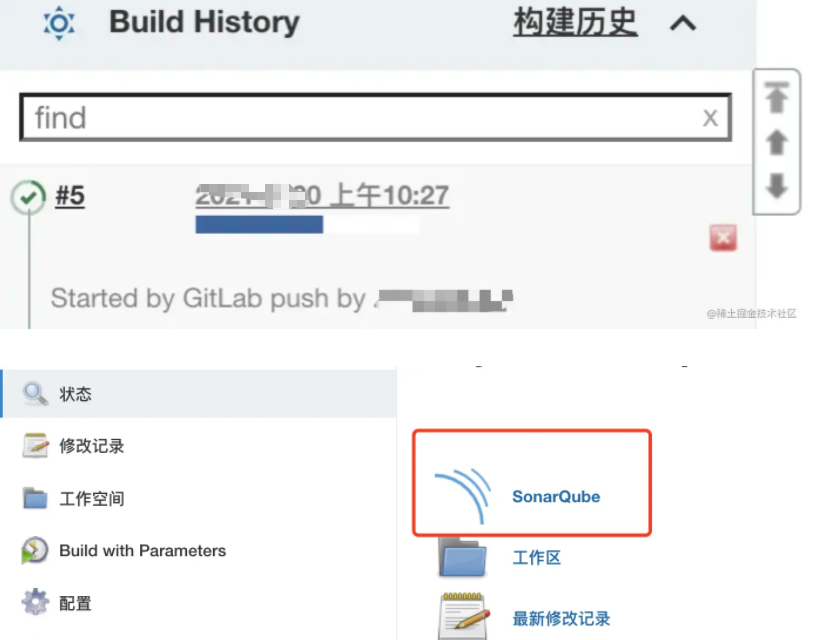 Build History 构建历史
find x
#5 上午10:27
Started by GitLab push by
@稀土掘金技术社区
状态
修改记录
工作空间
Build with Parameters
配置
SonarQube
工作区
最新修改记录